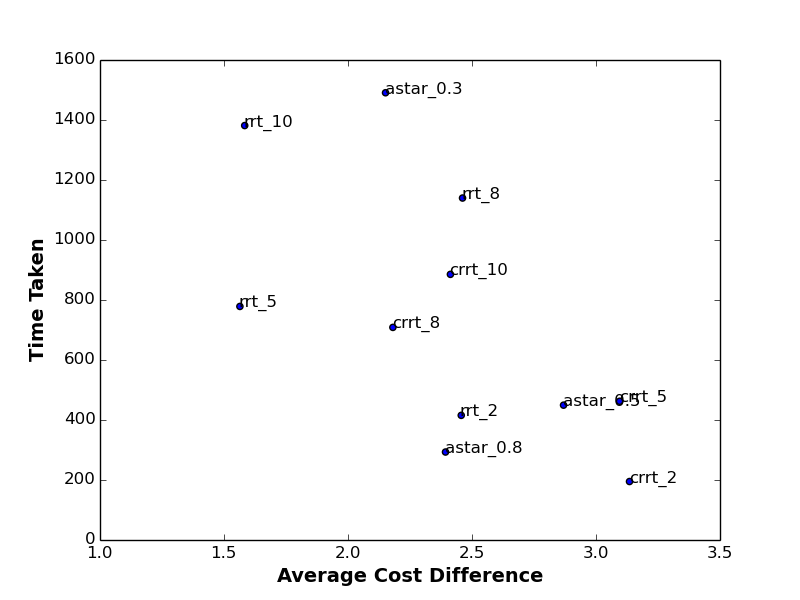 1600
astar_0.3
1400
rrt_10
1200
rrt_8
1000
crrt_10
800
rrt_5
crrt_8
600
crrt_5
astar_0.5
400
rrt_2
astar_0.8
200
crrt_2
0
1.0 1.5 2.0 2.5 3.0 3.5
Average Cost Difference
Time Taken